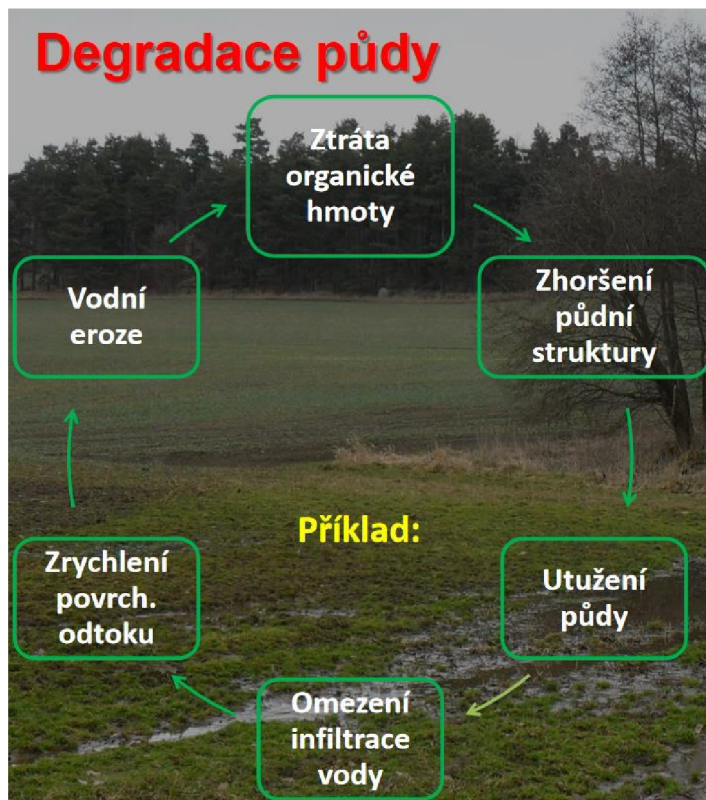 Degradace půdy
Ztráta
organické
hmoty
Zhoršení
půdní
struktury
Utužení
půdy
Omezení
infiltrace
vody
Zrychlení
povrch.
odtoku
Vodní
eroze
Příklad: